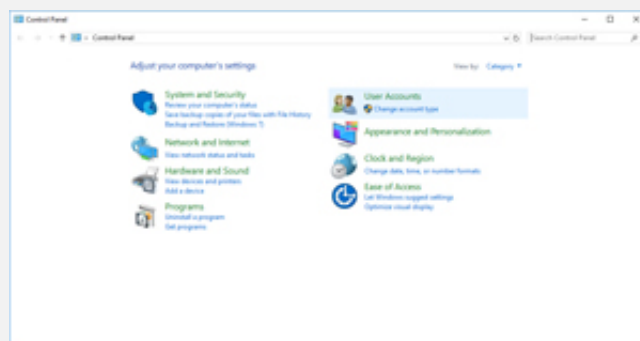 Control Panel
Control Panel
Search Control Panel
Adjust your computer's settings
View by: Category
System and Security
Review your computer's status
Save backup copies of your files with File History
Backup and Restore (Windows 7)
Network and Internet
View network status and tasks
Hardware and Sound
View devices and printers
Add a device
Programs
Uninstall a program
Get programs
User Accounts
Change account type
Appearance and Personalization
Clock and Region
Change date, time, or number formats
Ease of Access
Let Windows suggest settings
Optimize visual display